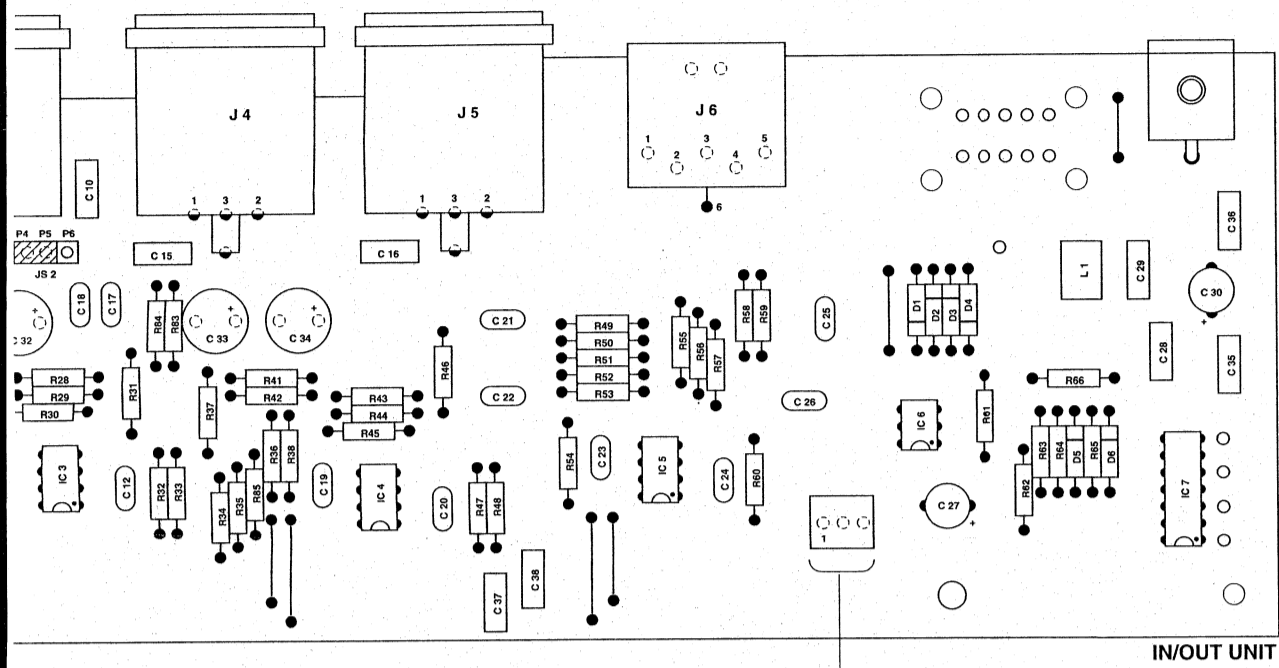 J 4
J 5
J 6
1
2
3
4
5
6
C 10
1 3 2
1 3 2
P4 P5 P6
JS 2
C 15
C 16
C 36
L 1
C 29
C 30
+
C 18
C 17
R84
R83
+
C 33
+
C 34
+
C 32
C 21
R49
R50
R51
R52
R53
R55
R56
R57
R58
R59
C 25
D1
D2
D3
D4
C 28
C 35
R28
R29
R30
R31
R37
R41
R42
R43
R44
R45
R46
C 22
C 26
IC 6
R61
R66
IC 3
C 12
R32
R33
R34
R35
R85
R36
R38
C 19
IC 4
C 20
R47
R48
R54
C 23
IC 5
C 24
R60
1
C 27
+
R62
R63
R64
D5
R65
D6
IC 7
C 37
C 38
IN/OUT UNIT